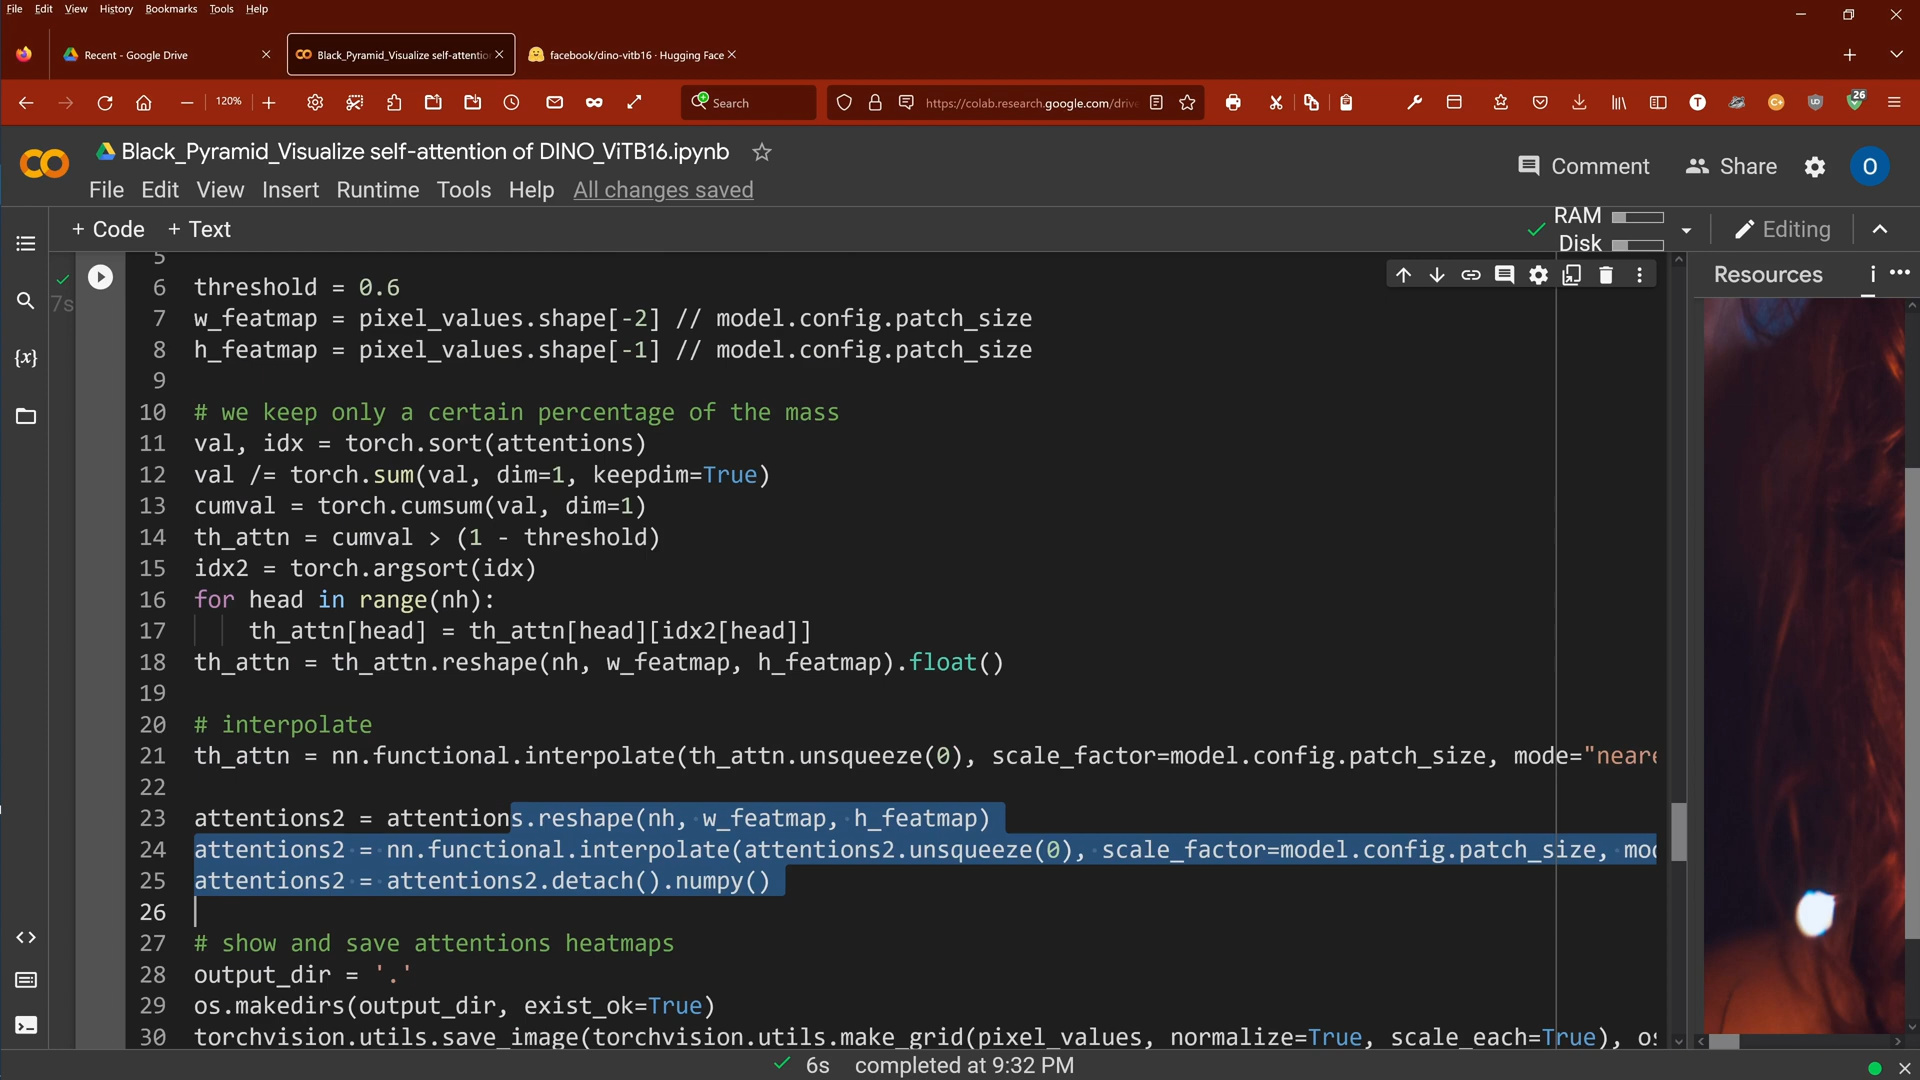 File Edit View History Bookmarks Tools Help
Recent - Google Drive
Black_Pyramid_Visualize self-attentio
facebook/dino-vitb16 · Hugging Face
120%
Search
https://colab.research.google.com/drive
26
CO
Black_Pyramid_Visualize self-attention of DINO_ViTB16.ipynb
Comment
Share
O
File Edit View Insert Runtime Tools Help All changes saved
+ Code + Text
RAM
Disk
Editing
Resources
7s
5
6 threshold = 0.6
7 w_featmap = pixel_values.shape[-2] // model.config.patch_size
8 h_featmap = pixel_values.shape[-1] // model.config.patch_size
9
10 # we keep only a certain percentage of the mass
11 val, idx = torch.sort(attentions)
12 val /= torch.sum(val, dim=1, keepdim=True)
13 cumval = torch.cumsum(val, dim=1)
14 th_attn = cumval > (1 - threshold)
15 idx2 = torch.argsort(idx)
16 for head in range(nh):
17 th_attn[head] = th_attn[head][idx2[head]]
18 th_attn = th_attn.reshape(nh, w_featmap, h_featmap).float()
19
20 # interpolate
21 th_attn = nn.functional.interpolate(th_attn.unsqueeze(0), scale_factor=model.config.patch_size, mode="neare
22
23 attentions2 = attentions.reshape(nh, w_featmap, h_featmap)
24 attentions2 = nn.functional.interpolate(attentions2.unsqueeze(0), scale_factor=model.config.patch_size, mo
25 attentions2 = attentions2.detach().numpy()
26
27 # show and save attentions heatmaps
28 output_dir = '.'
29 os.makedirs(output_dir, exist_ok=True)
30 torchvision.utils.save_image(torchvision.utils.make_grid(pixel_values, normalize=True, scale_each=True), os
6s completed at 9:32 PM